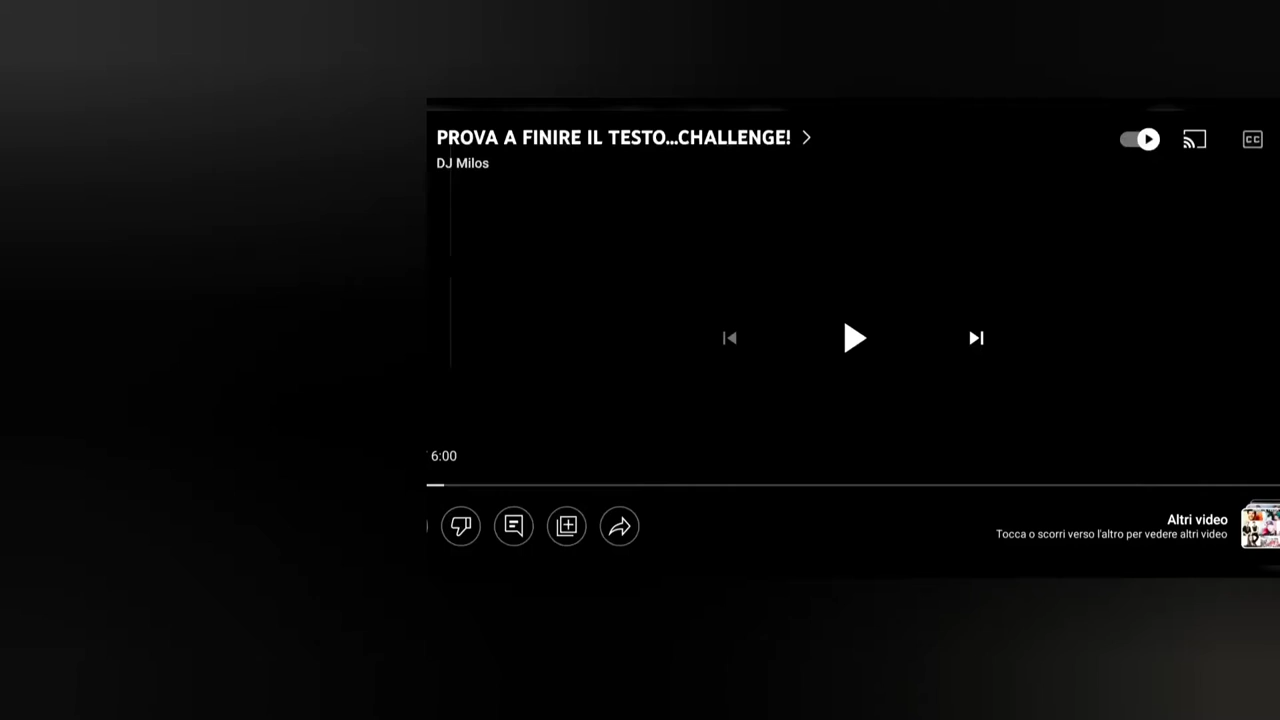 PROVA A FINIRE IL TESTO...CHALLENGE!
DJ Milos
CC
6:00
Altri video
Tocca o scorri verso l'altro per vedere altri video